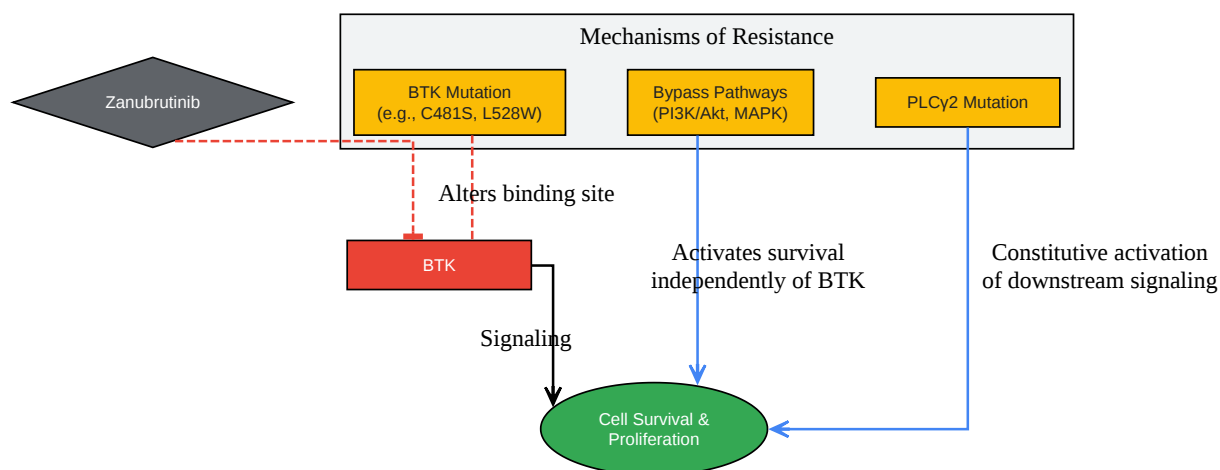 Mechanisms of Resistance
Zanubrutinib
BTK Mutation
(e.g., C481S, L528W)
Bypass Pathways
(PI3K/Akt, MAPK)
PLCγ2 Mutation
Alters binding site
BTK
Activates survival
independently of BTK
Constitutive activation
of downstream signaling
Signaling
Cell Survival &
Proliferation